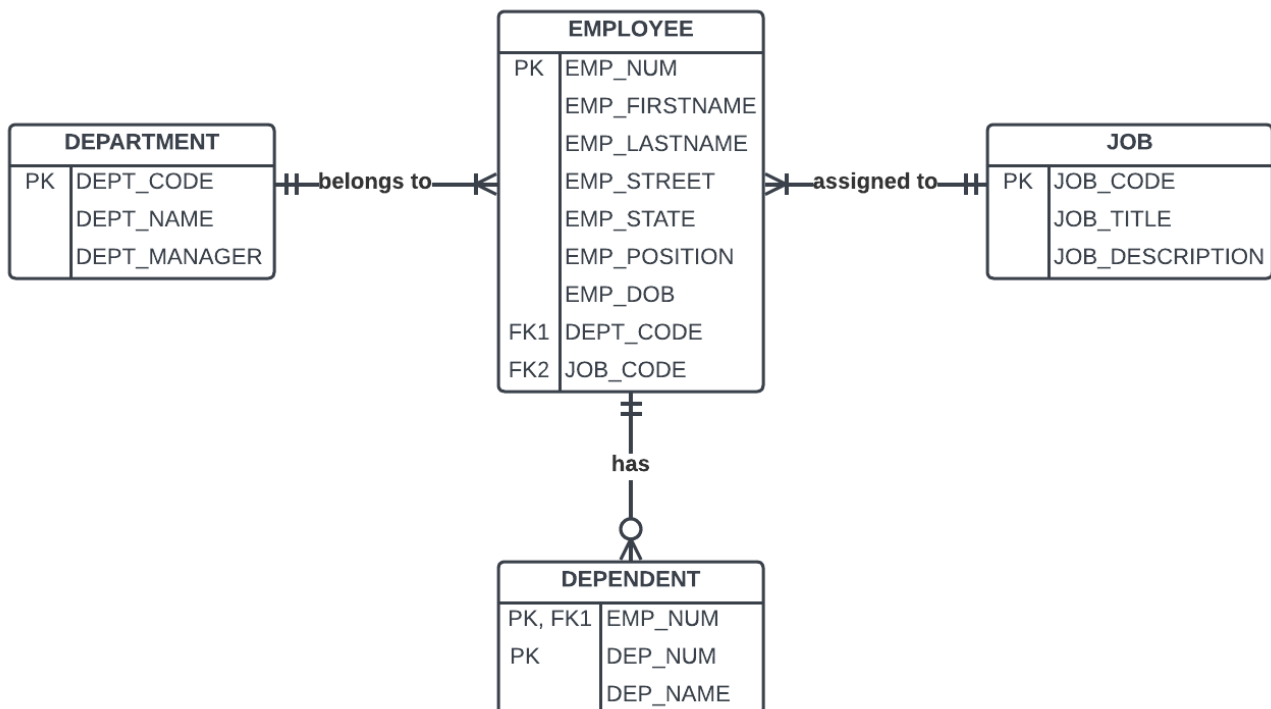 EMPLOYEE
PK EMP_NUM
EMP_FIRSTNAME
EMP_LASTNAME
EMP_STREET
EMP_STATE
EMP_POSITION
EMP_DOB
FK1 DEPT_CODE
FK2 JOB_CODE
DEPARTMENT
PK DEPT_CODE
DEPT_NAME
DEPT_MANAGER
belongs to
assigned to
JOB
PK JOB_CODE
JOB_TITLE
JOB_DESCRIPTION
has
DEPENDENT
PK, FK1 EMP_NUM
PK DEP_NUM
DEP_NAME